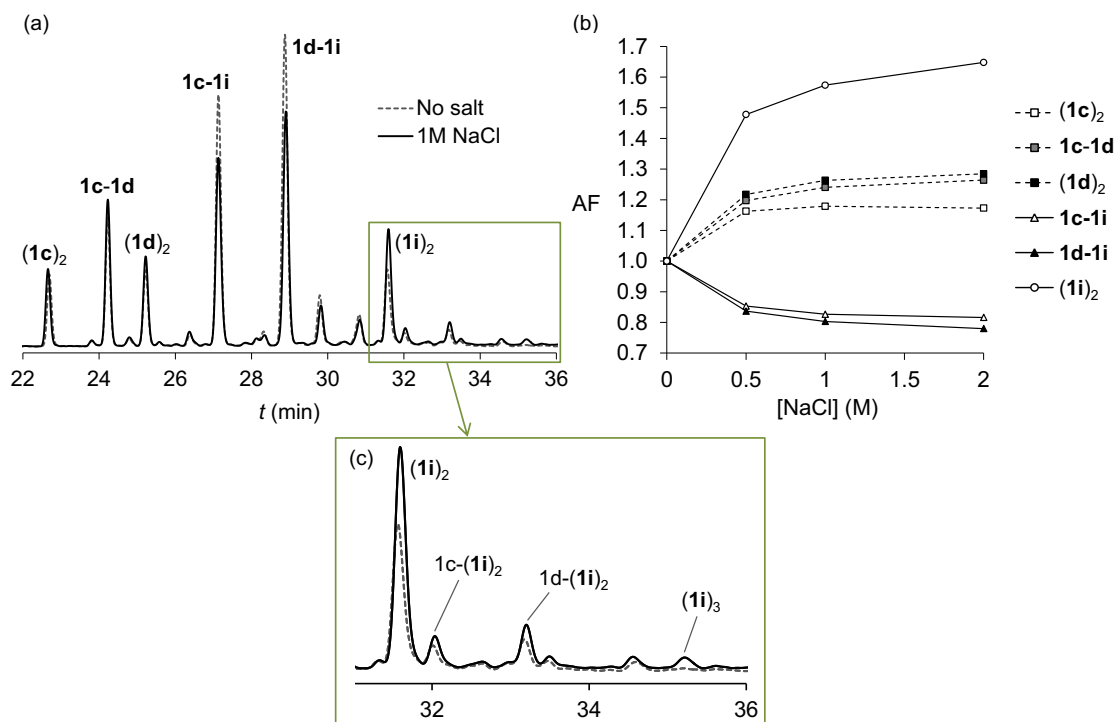 (a)
1d-1i
1c-1i
1c-1d
(1c)₂
(1d)₂
(1i)₂
No salt
1M NaCl
22 24 26 28 30 32 34 36
t (min)
(b)
AF
1.7
1.6
1.5
1.4
1.3
1.2
1.1
1.0
0.9
0.8
0.7
0 0.5 1 1.5 2
[NaCl] (M)
(1c)₂
1c-1d
(1d)₂
1c-1i
1d-1i
(1i)₂
(c)
(1i)₂
1c-(1i)₂
1d-(1i)₂
(1i)₃
32 34 36